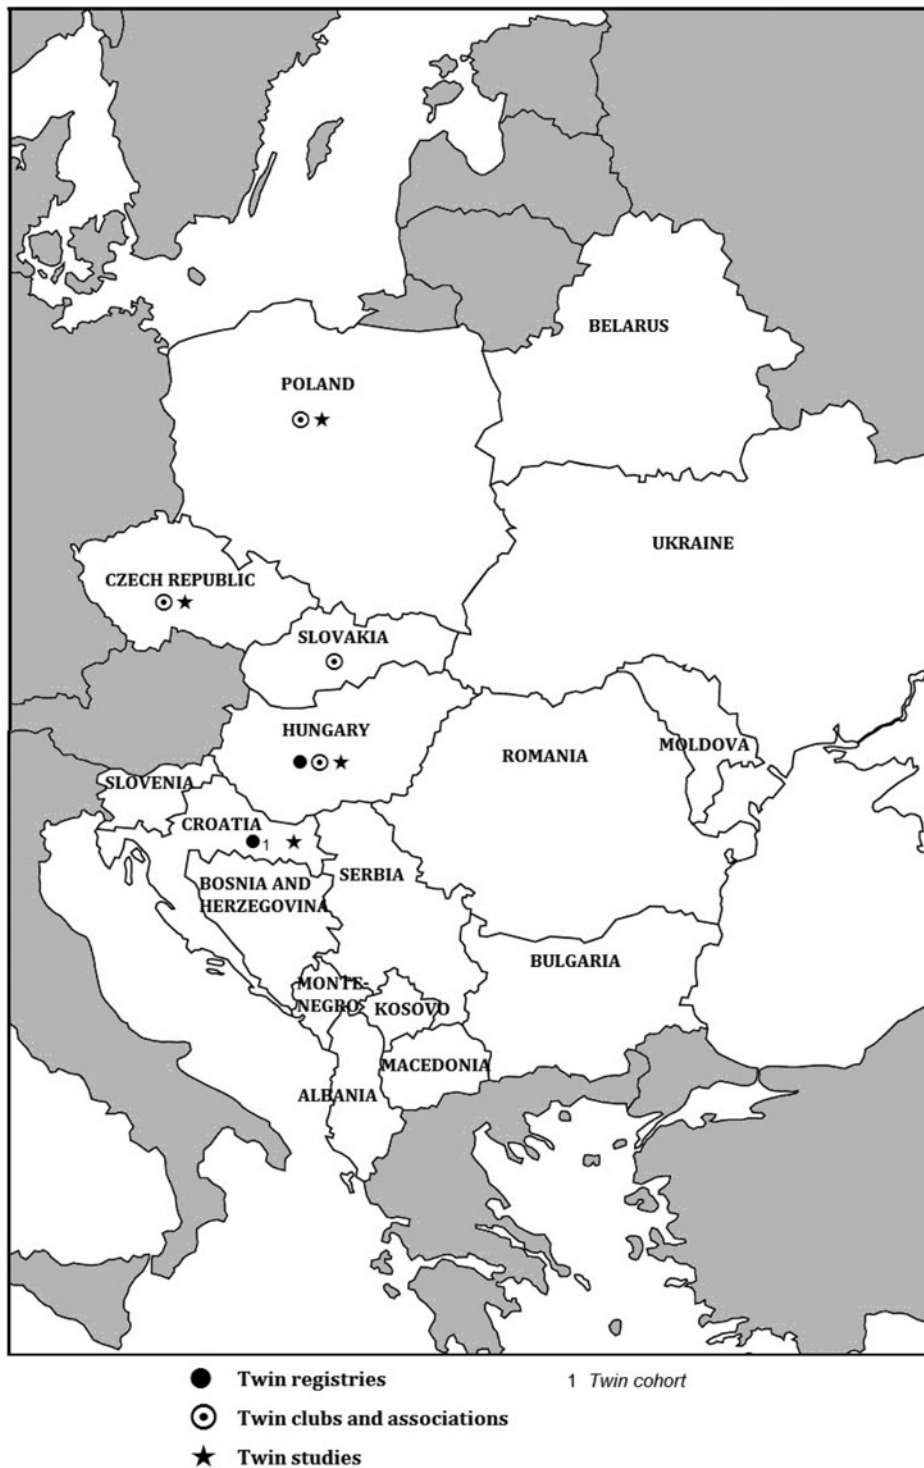 BELARUS
POLAND
UKRAINE
CZECH REPUBLIC
SLOVAKIA
HUNGARY
ROMANIA
MOLDOVA
SLOVENIA
CROATIA
1
SERBIA
BOSNIA AND
HERZEGOVINA
BULGARIA
MONTE-
NEGRO
KOSOVO
MACEDONIA
ALBANIA
Twin registries
1 Twin cohort
Twin clubs and associations
Twin studies